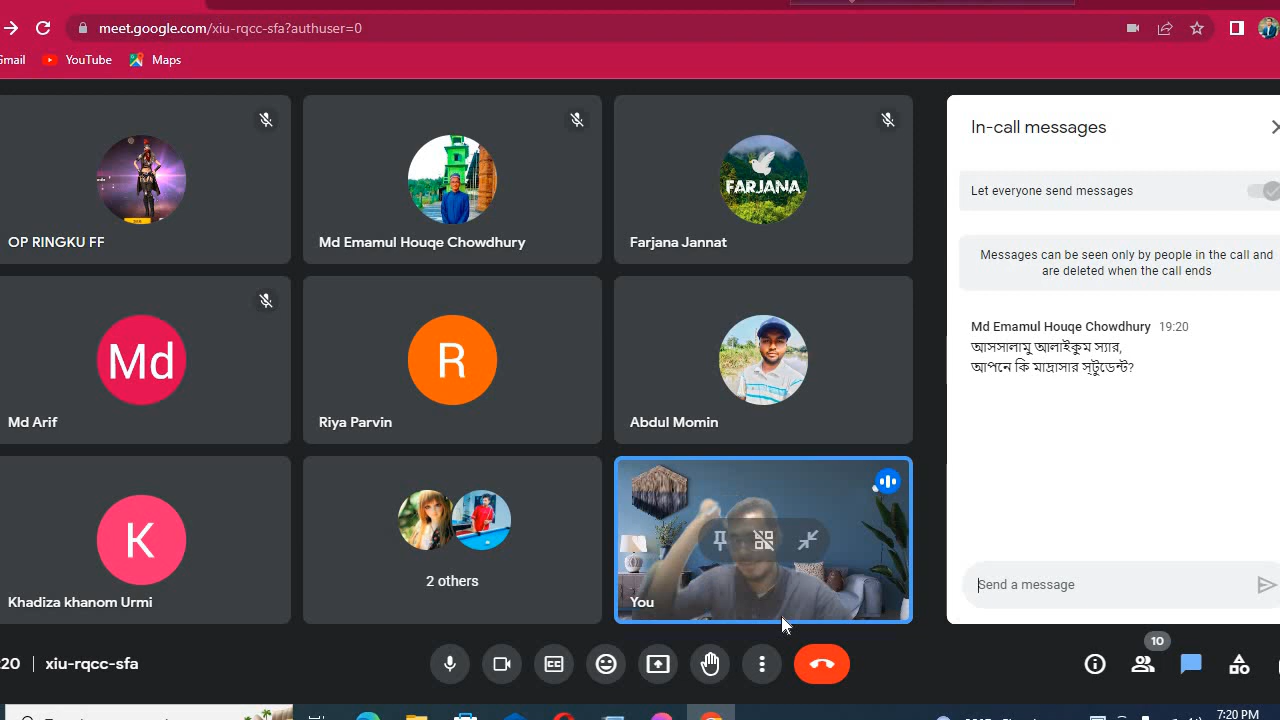 meet.google.com/xiu-rqcc-sfa?authuser=0
YouTube
Maps
OP RINGKU FF
Md Emamul Houqe Chowdhury
FARJANA
Farjana Jannat
Md
Md Arif
R
Riya Parvin
Abdul Momin
K
Khadiza khanom Urmi
2 others
You
In-call messages
Let everyone send messages
Messages can be seen only by people in the call and
are deleted when the call ends
Md Emamul Houqe Chowdhury 19:20
আসসালামু আলাইকুম স্যার,
আপনে কি মাদ্রাসার স্টুডেন্ট?
Send a message
:20 | xiu-rqcc-sfa
10
7:20 PM